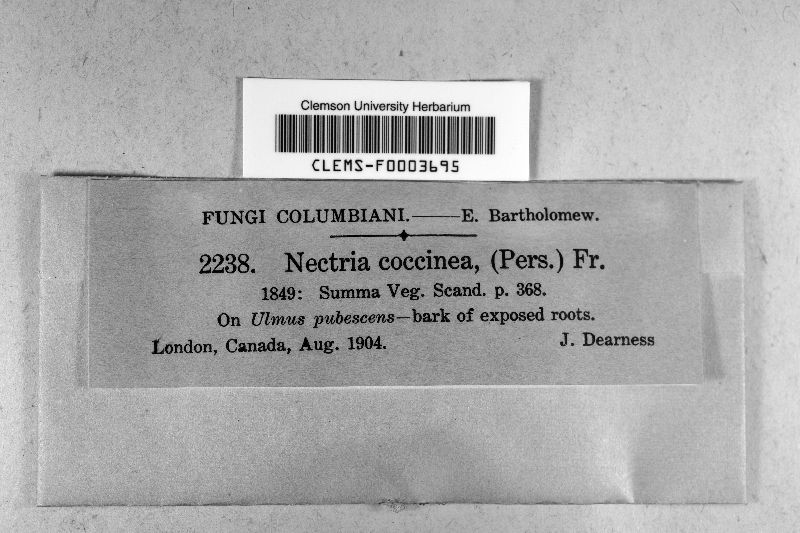 Clemson University Herbarium
CLEMS-F0003695
FUNGI COLUMBIANI.——E. Bartholomew.
2238. Nectria coccinea, (Pers.) Fr.
1849: Summa Veg. Scand. p. 368.
On Ulmus pubescens—bark of exposed roots.
London, Canada, Aug. 1904. J. Dearness